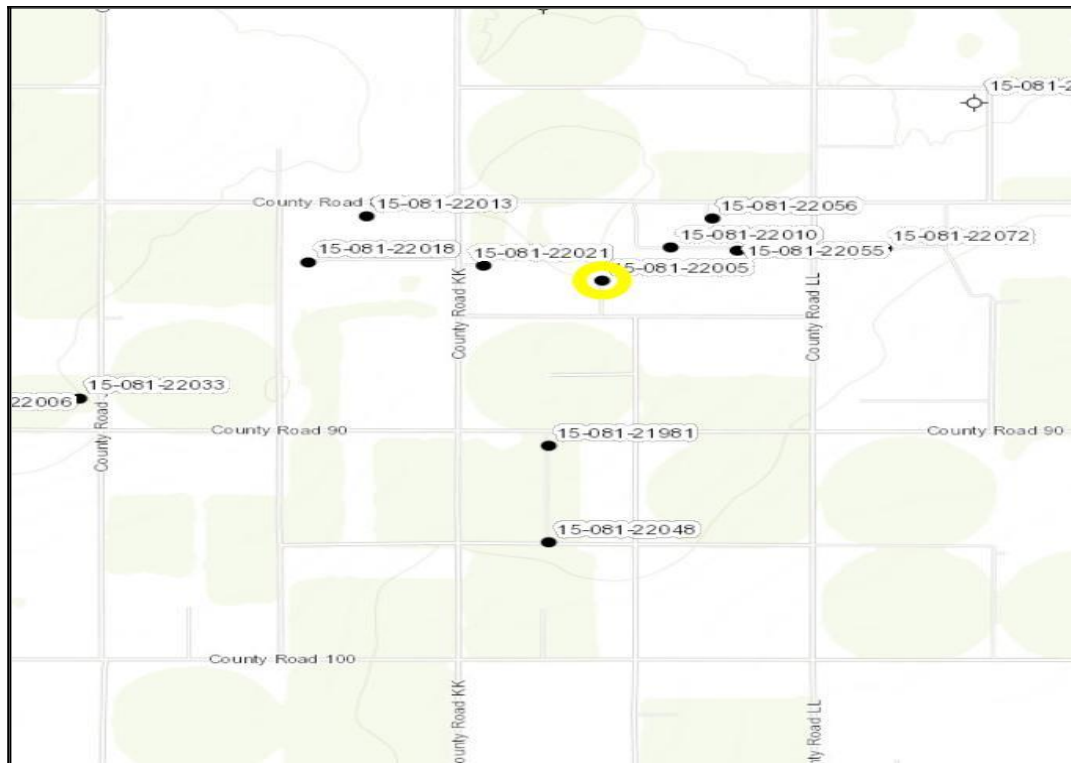 15-081-2
County Road
15-081-22013
15-081-22056
15-081-22018
15-081-22021
15-081-22010
15-081-22055
15-081-22072
15-081-22005
County Road KK
County Road LL
15-081-22033
22006
County Road
County Road 90
County Road 90
15-081-21981
15-081-22048
County Road 100
ounty Road KK
nty Road LL